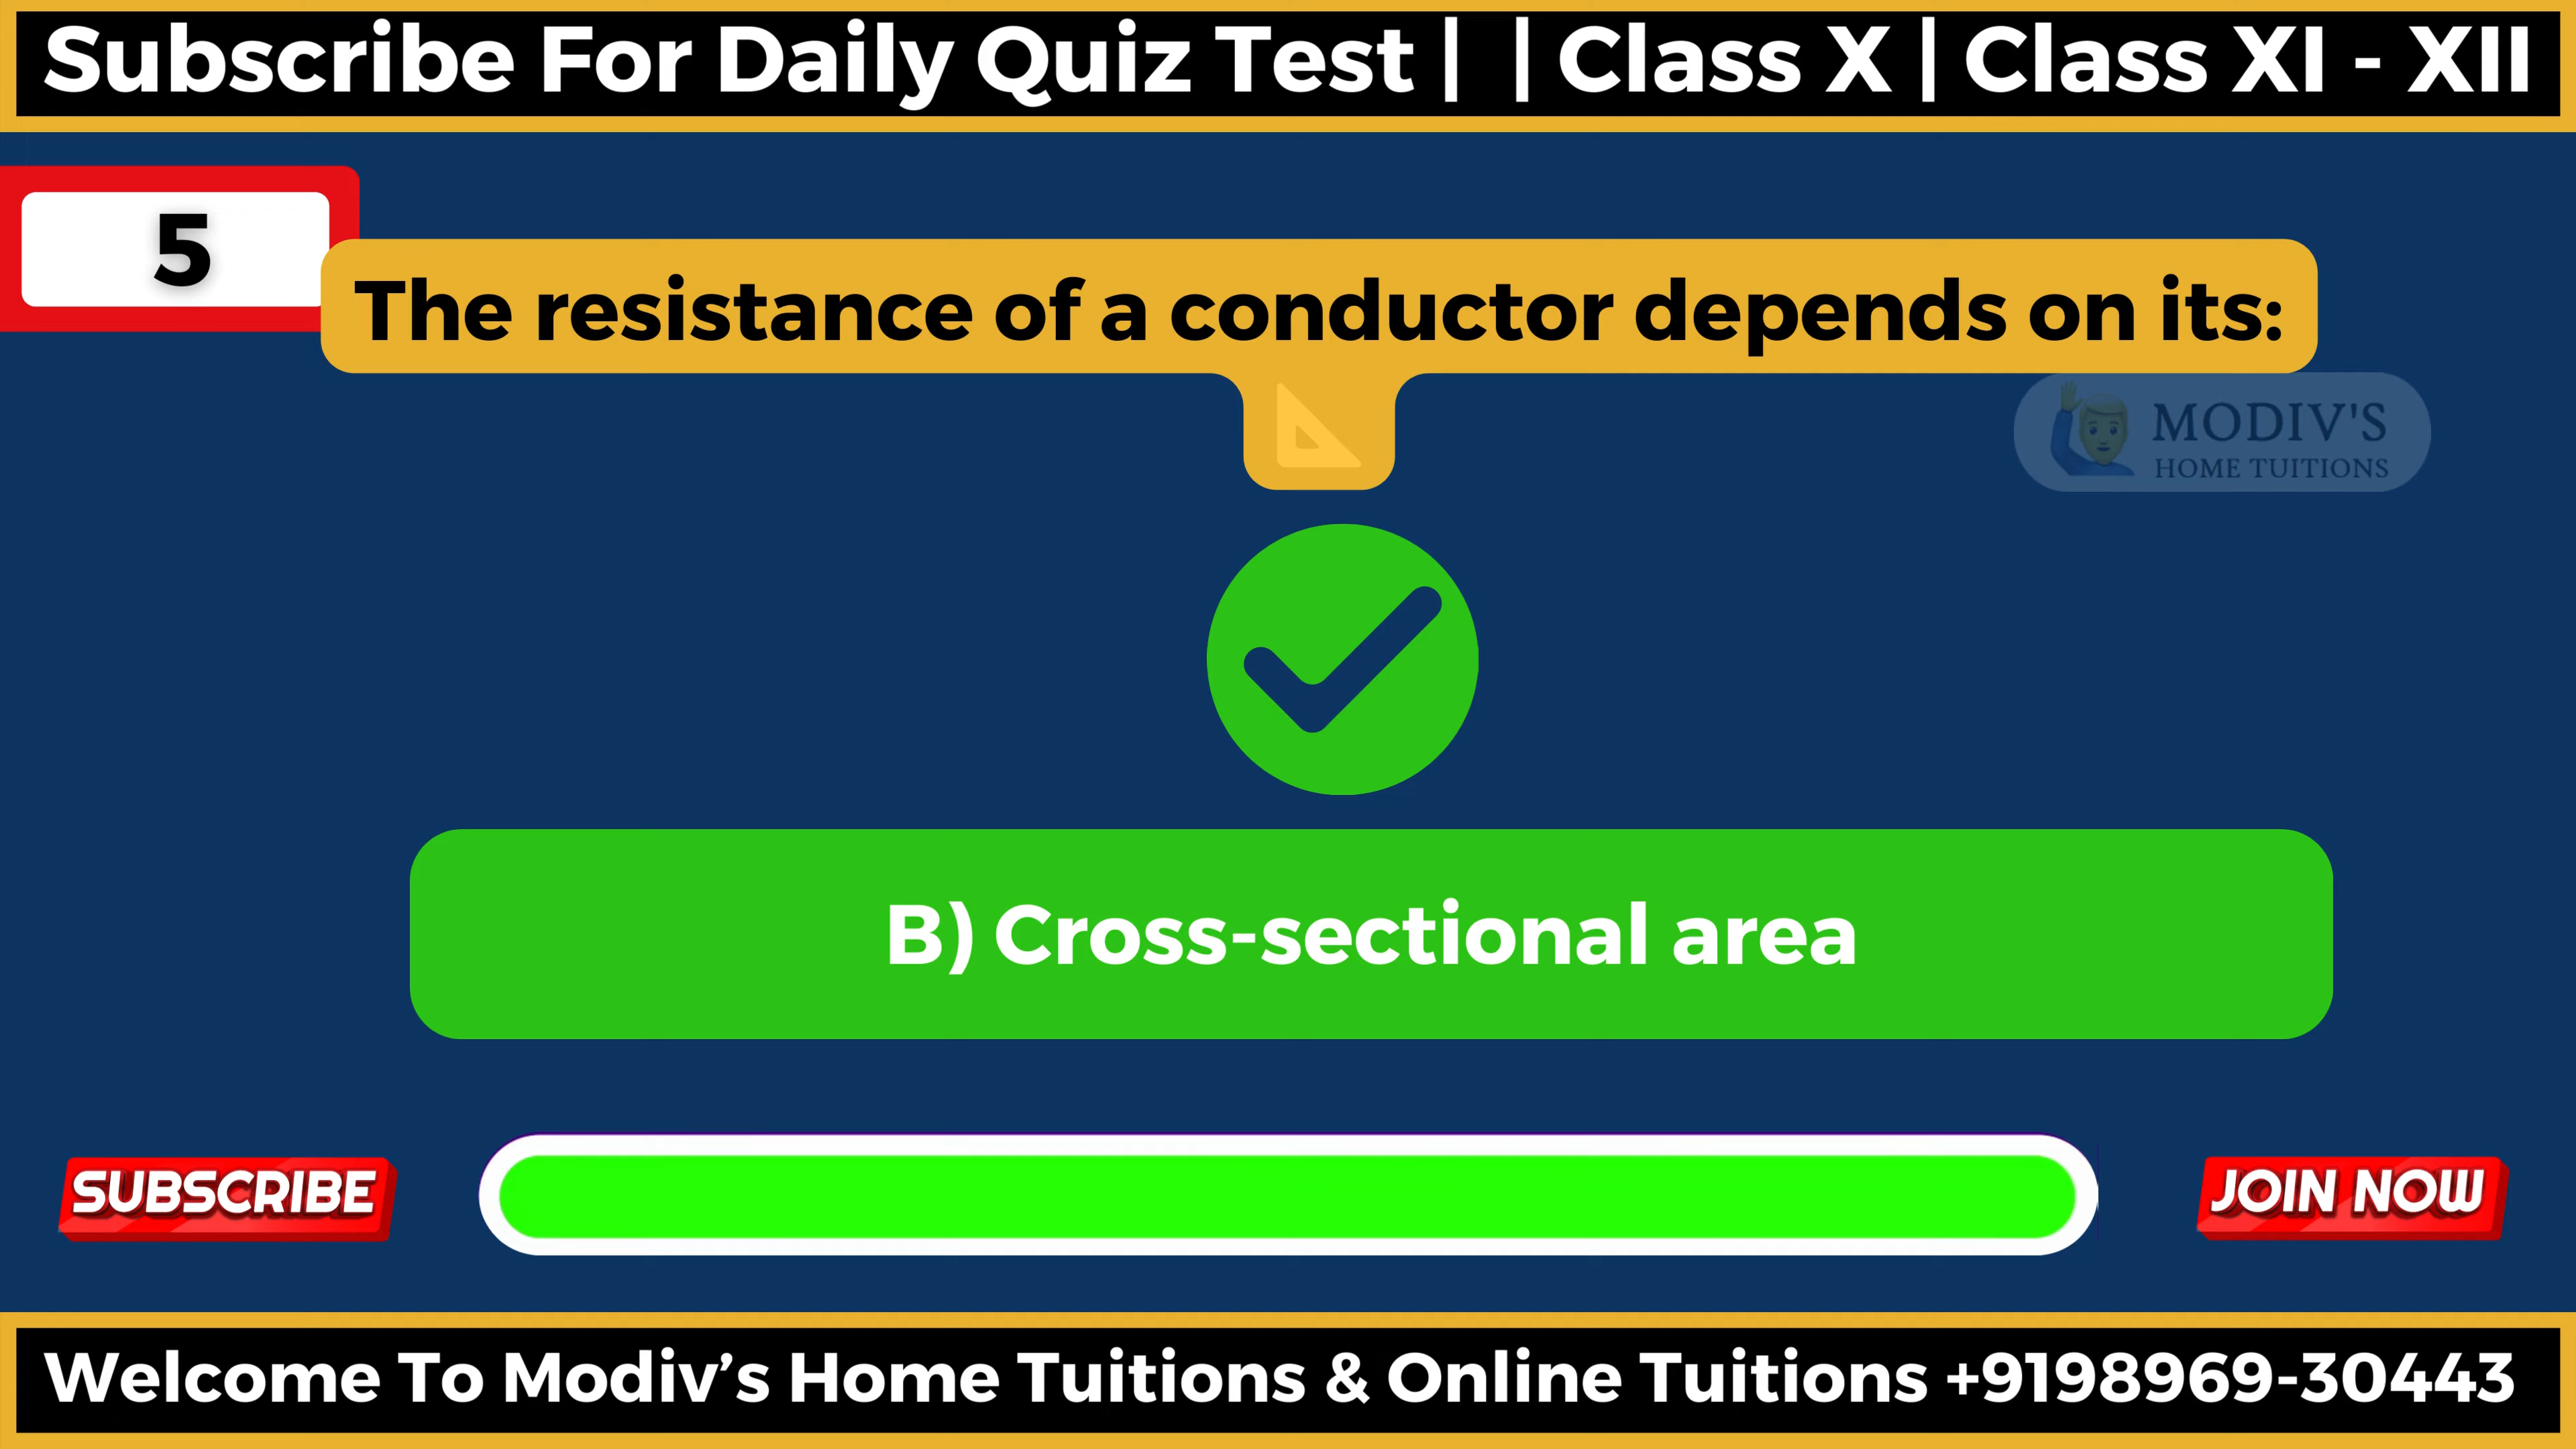 Subscribe For Daily Quiz Test | | Class X | Class XI - XII
5
The resistance of a conductor depends on its:
MODIV'S
HOME TUITIONS
B) Cross-sectional area
SUBSCRIBE
JOIN NOW
Welcome To Modiv’s Home Tuitions & Online Tuitions +9198969-30443